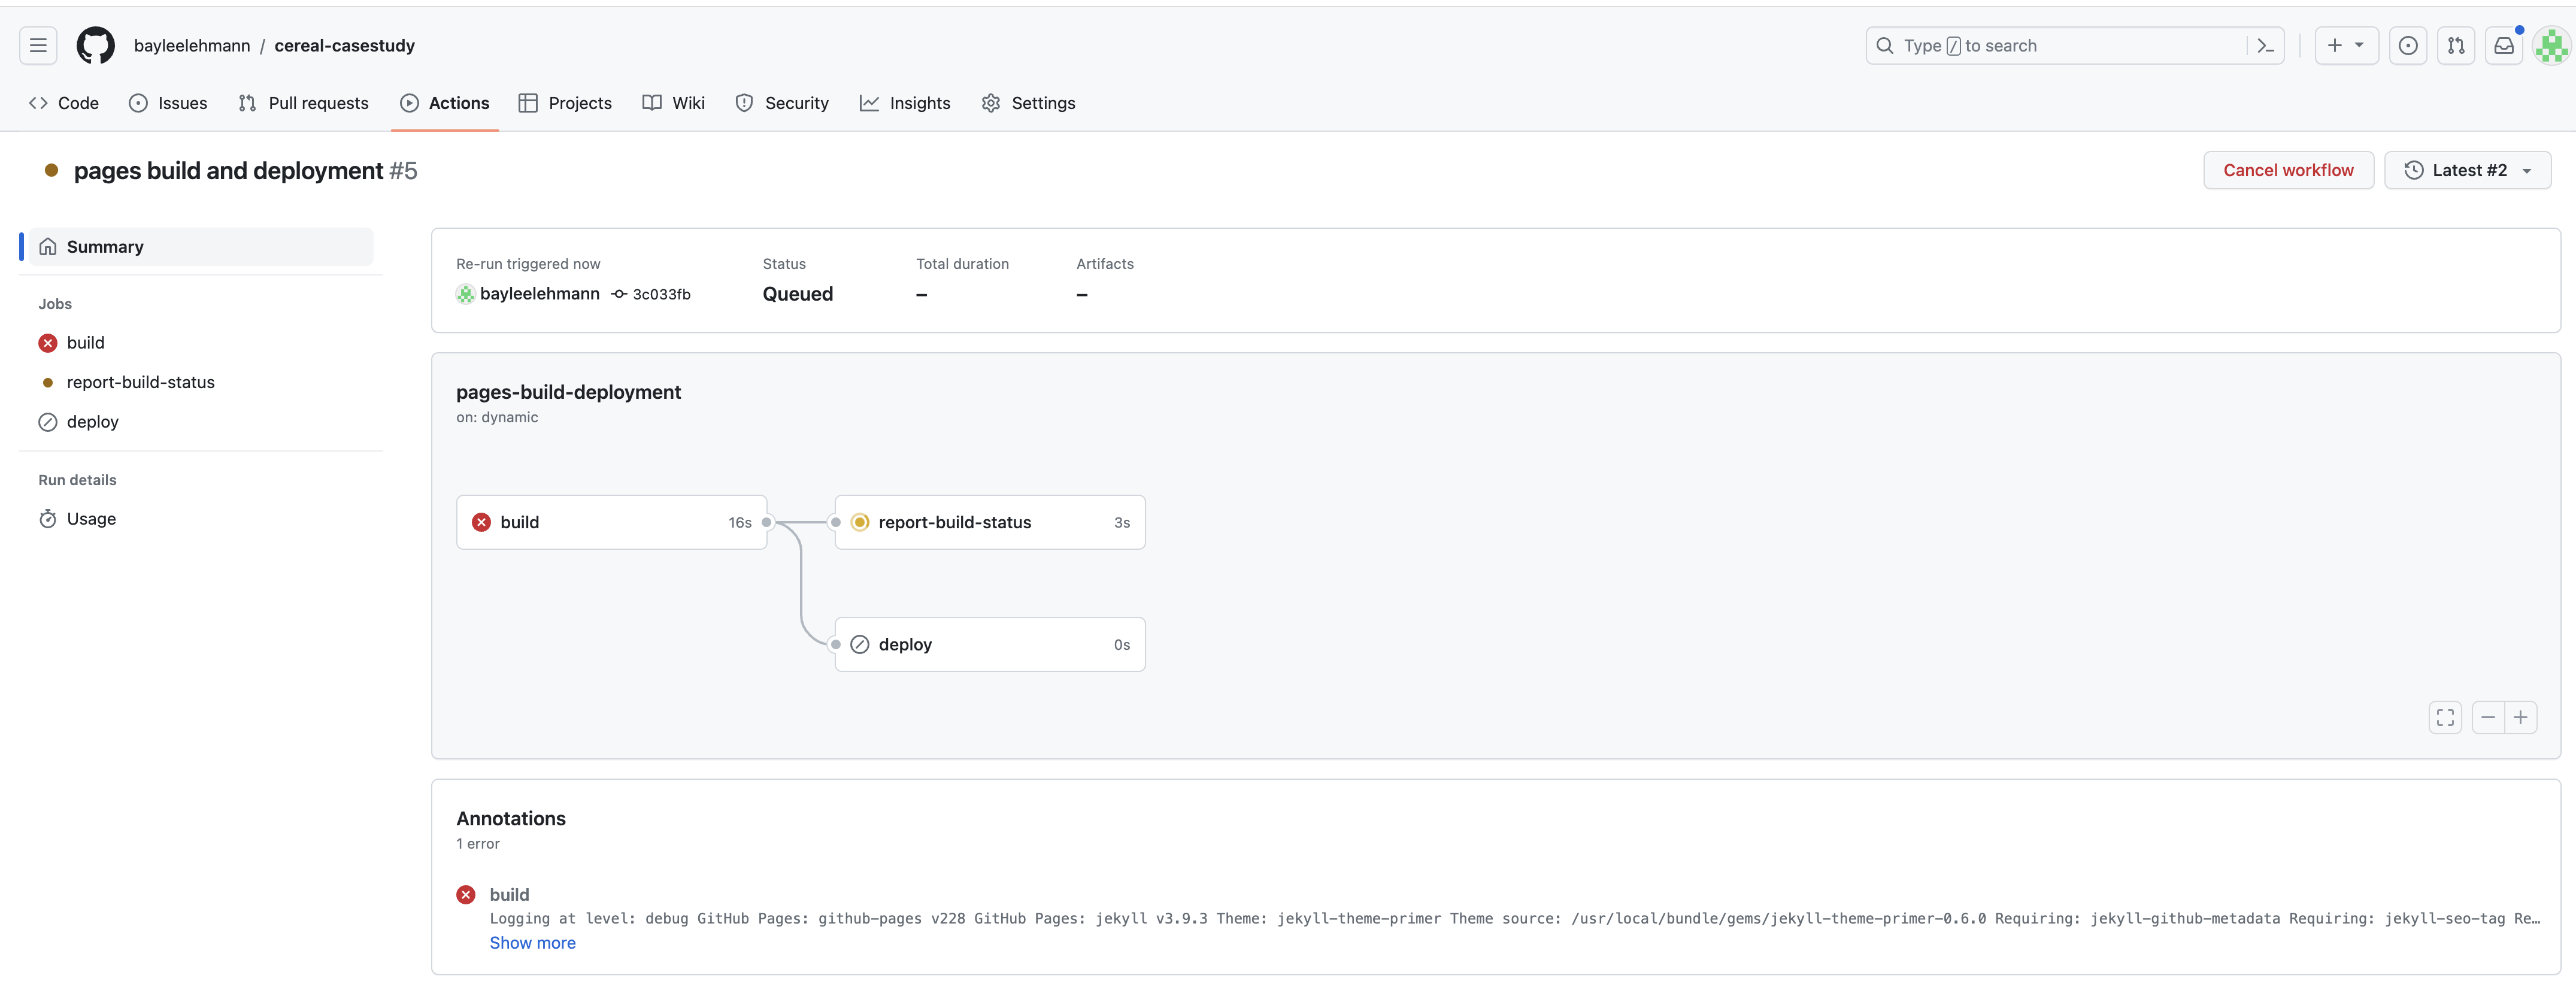 bayleelehmann / cereal-casestudy
Type / to search
Code
Issues
Pull requests
Actions
Projects
Wiki
Security
Insights
Settings
pages build and deployment #5
Cancel workflow
Latest #2
Summary
Jobs
build
report-build-status
deploy
Run details
Usage
Re-run triggered now
bayleelehmann 3c033fb
Status
Queued
Total duration
–
Artifacts
–
pages-build-deployment
on: dynamic
build 16s
report-build-status 3s
deploy 0s
Annotations
1 error
build
Logging at level: debug GitHub Pages: github-pages v228 GitHub Pages: jekyll v3.9.3 Theme: jekyll-theme-primer Theme source: /usr/local/bundle/gems/jekyll-theme-primer-0.6.0 Requiring: jekyll-github-metadata Requiring: jekyll-seo-tag Re…
Show more